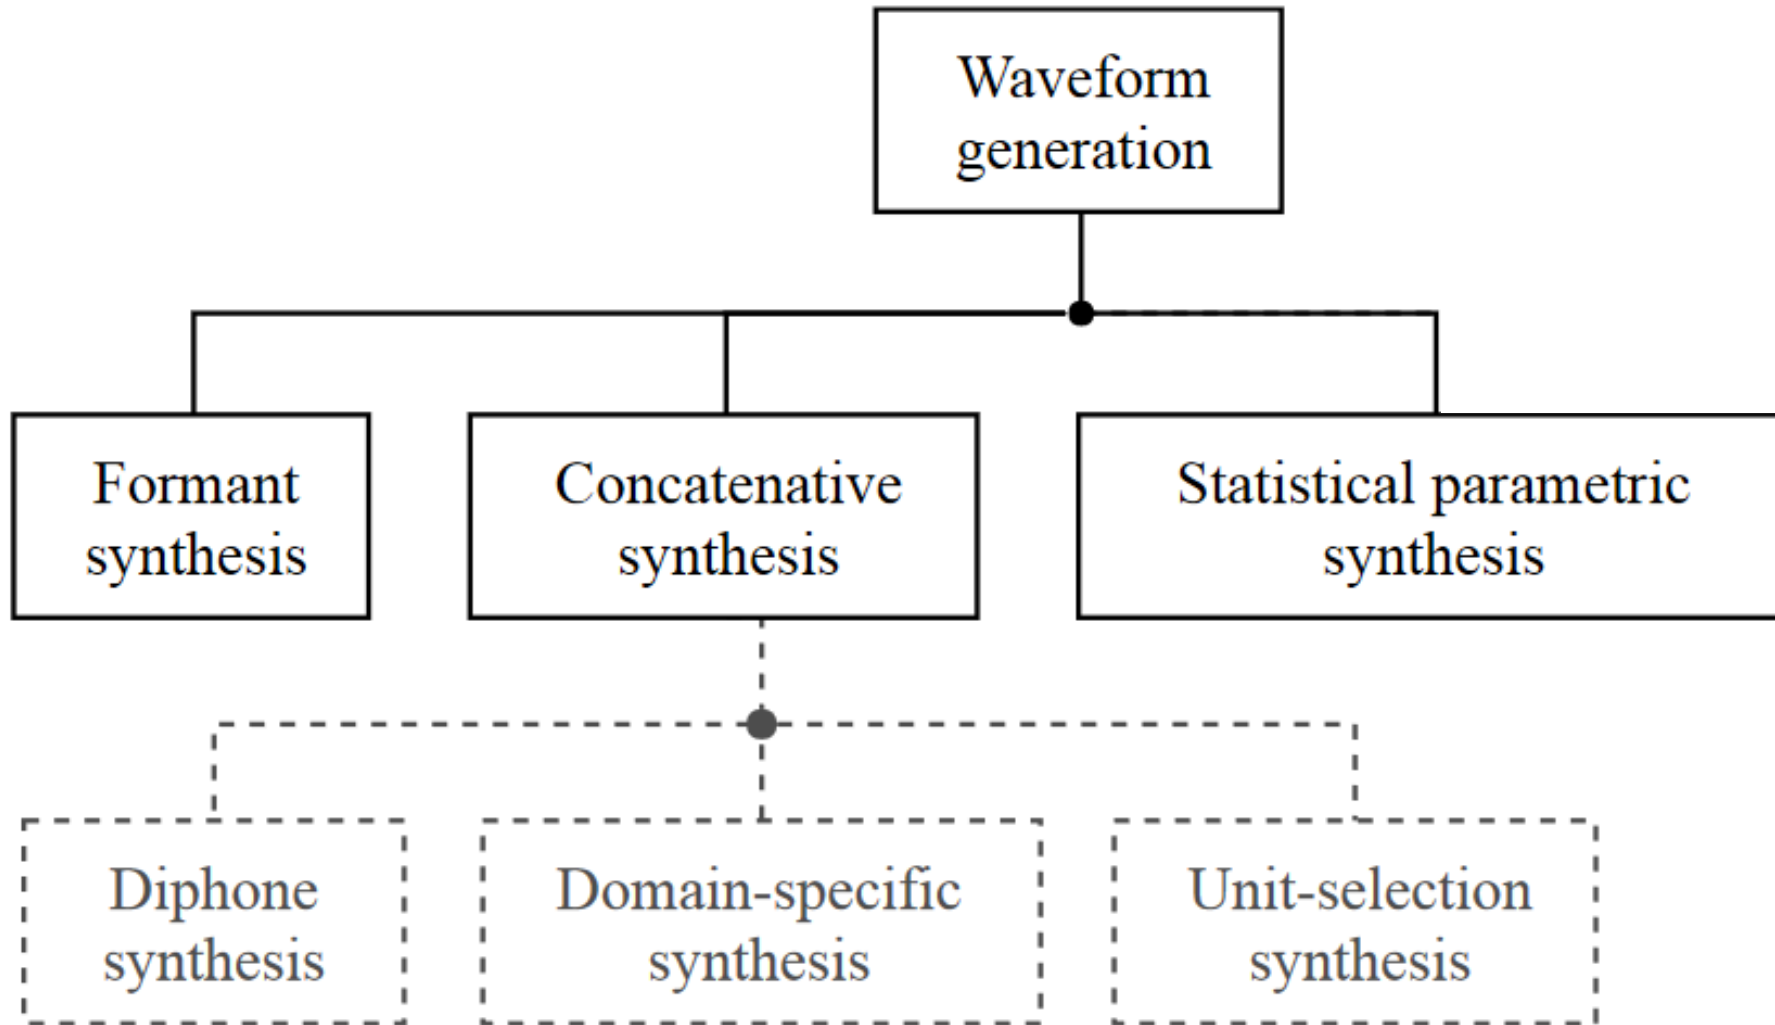 Waveform
generation
Formant
synthesis
Concatenative
synthesis
Statistical parametric
synthesis
Diphone
synthesis
Domain-specific
synthesis
Unit-selection
synthesis